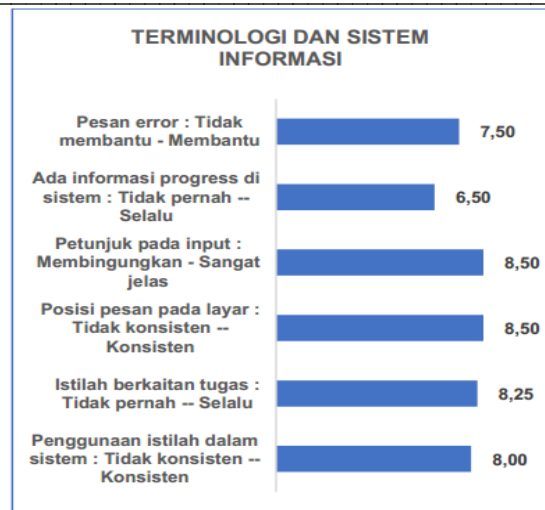 TERMINOLOGI DAN SISTEM
INFORMASI
Pesan error : Tidak
membantu - Membantu
7,50
Ada informasi progress di
sistem : Tidak pernah --
Selalu
6,50
Petunjuk pada input :
Membingungkan - Sangat
jelas
8,50
Posisi pesan pada layar :
Tidak konsisten --
Konsisten
8,50
Istilah berkaitan tugas :
Tidak pernah -- Selalu
8,25
Penggunaan istilah dalam
sistem : Tidak konsisten --
Konsisten
8,00